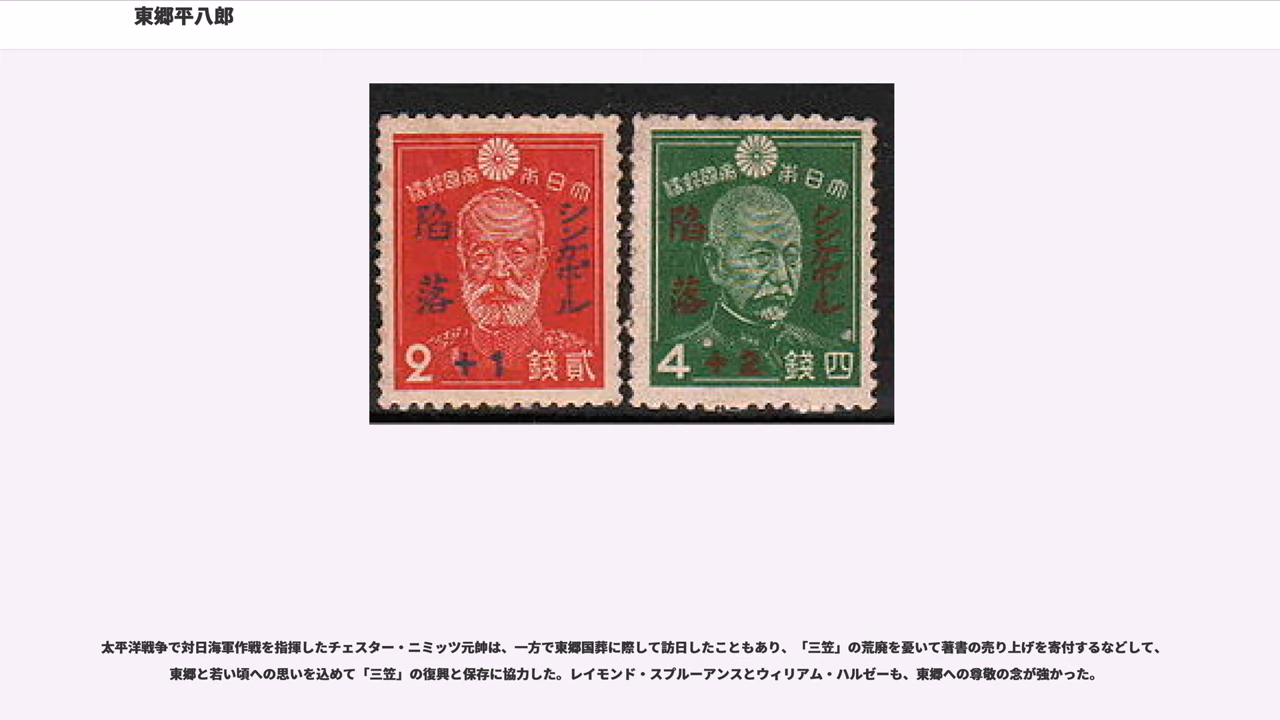 東郷平八郎
大日本帝國郵便
シンガポール
陥落
2 +1 錢貳
大日本帝國郵便
シンガポール
陥落
4 +2 錢四
太平洋戦争で対日海軍作戦を指揮したチェスター・ニミッツ元帥は、一方で東郷国葬に際して訪日したこともあり、「三笠」の荒廃を憂いて著書の売り上げを寄付するなどして、
東郷と若い頃への思いを込めて「三笠」の復興と保存に協力した。レイモンド・スプルーアンスとウィリアム・ハルゼーも、東郷への尊敬の念が強かった。